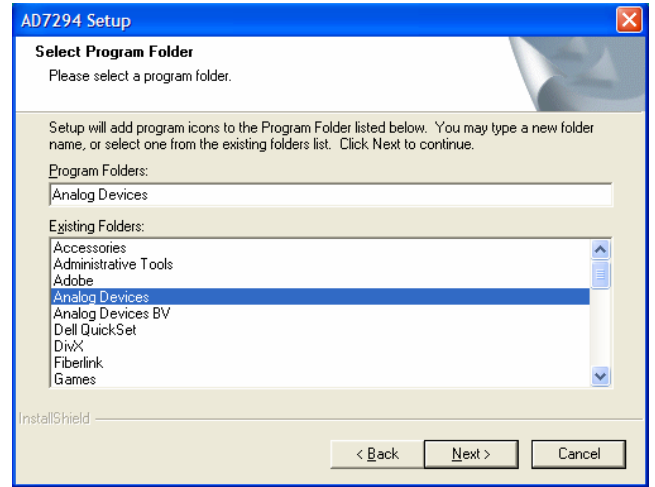 AD7294 Setup
Select Program Folder
Please select a program folder.
Setup will add program icons to the Program Folder listed below. You may type a new folder
name, or select one from the existing folders list. Click Next to continue.
Program Folders:
Analog Devices
Existing Folders:
Accessories
Administrative Tools
Adobe
Analog Devices
Analog Devices BV
Dell QuickSet
DivX
Fiberlink
Games
InstallShield
< Back Next > Cancel